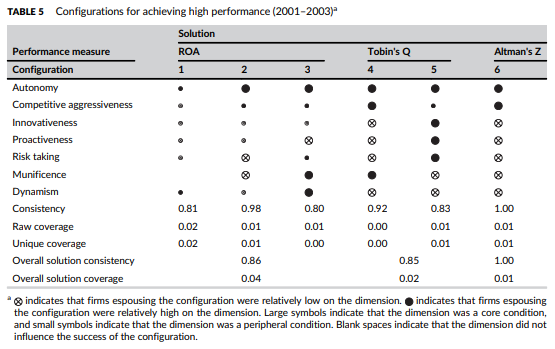 TABLE 5 Configurations for achieving high performance (2001–2003)ᵃ
Solution
Performance measure ROA Tobin's Q Altman's Z
Configuration 1 2 3 4 5 6
Autonomy • ● ● ● ● ●
Competitive aggressiveness ⊗ • • ● • ●
Innovativeness ⊗ ⊗ ⊗ ⊗ ● ⊗
Proactiveness ⊗ ⊗ ⊗ ⊗ ● ⊗
Risk taking ⊗ ⊗ • ⊗ ● ⊗
Munificence ⊗ ● ● ⊗ ⊗
Dynamism • ⊗ ● ⊗ ⊗ ⊗
Consistency 0.81 0.98 0.80 0.92 0.83 1.00
Raw coverage 0.02 0.01 0.01 0.00 0.01 0.01
Unique coverage 0.02 0.01 0.00 0.00 0.01 0.01
Overall solution consistency 0.86 0.85 1.00
Overall solution coverage 0.04 0.02 0.01
ᵃ ⊗ indicates that firms espousing the configuration were relatively low on the dimension. ● indicates that firms espousing
the configuration were relatively high on the dimension. Large symbols indicate that the dimension was a core condition,
and small symbols indicate that the dimension was a peripheral condition. Blank spaces indicate that the dimension did not
influence the success of the configuration.